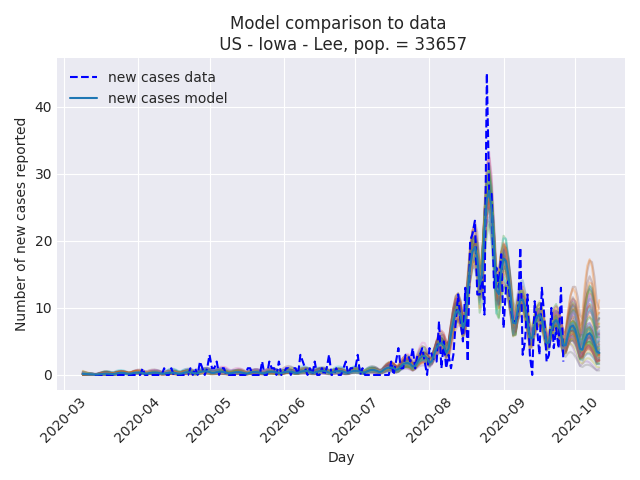 Model comparison to data
US - Iowa - Lee, pop. = 33657
new cases data
new cases model
Number of new cases reported
40
30
20
10
0
2020-03
2020-04
2020-05
2020-06
2020-07
2020-08
2020-09
2020-10
Day